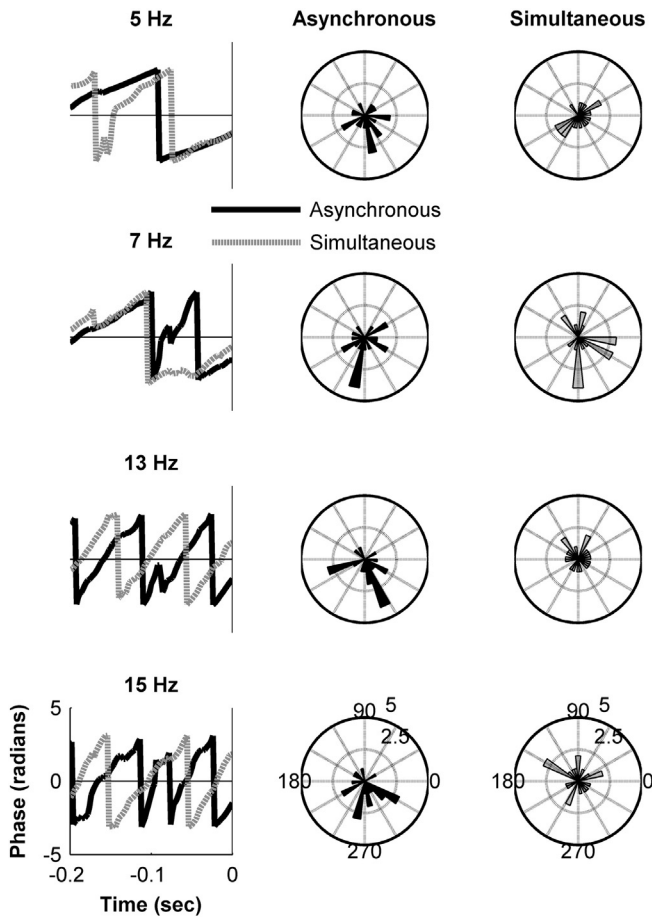 5 Hz Asynchronous Simultaneous
Asynchronous
Simultaneous
7 Hz
13 Hz
15 Hz
Phase (radians)
5
0
-5
-0.2 -0.1 0
Time (sec)
90 5
2.5
180 0
270
90 5
2.5
180 0
270